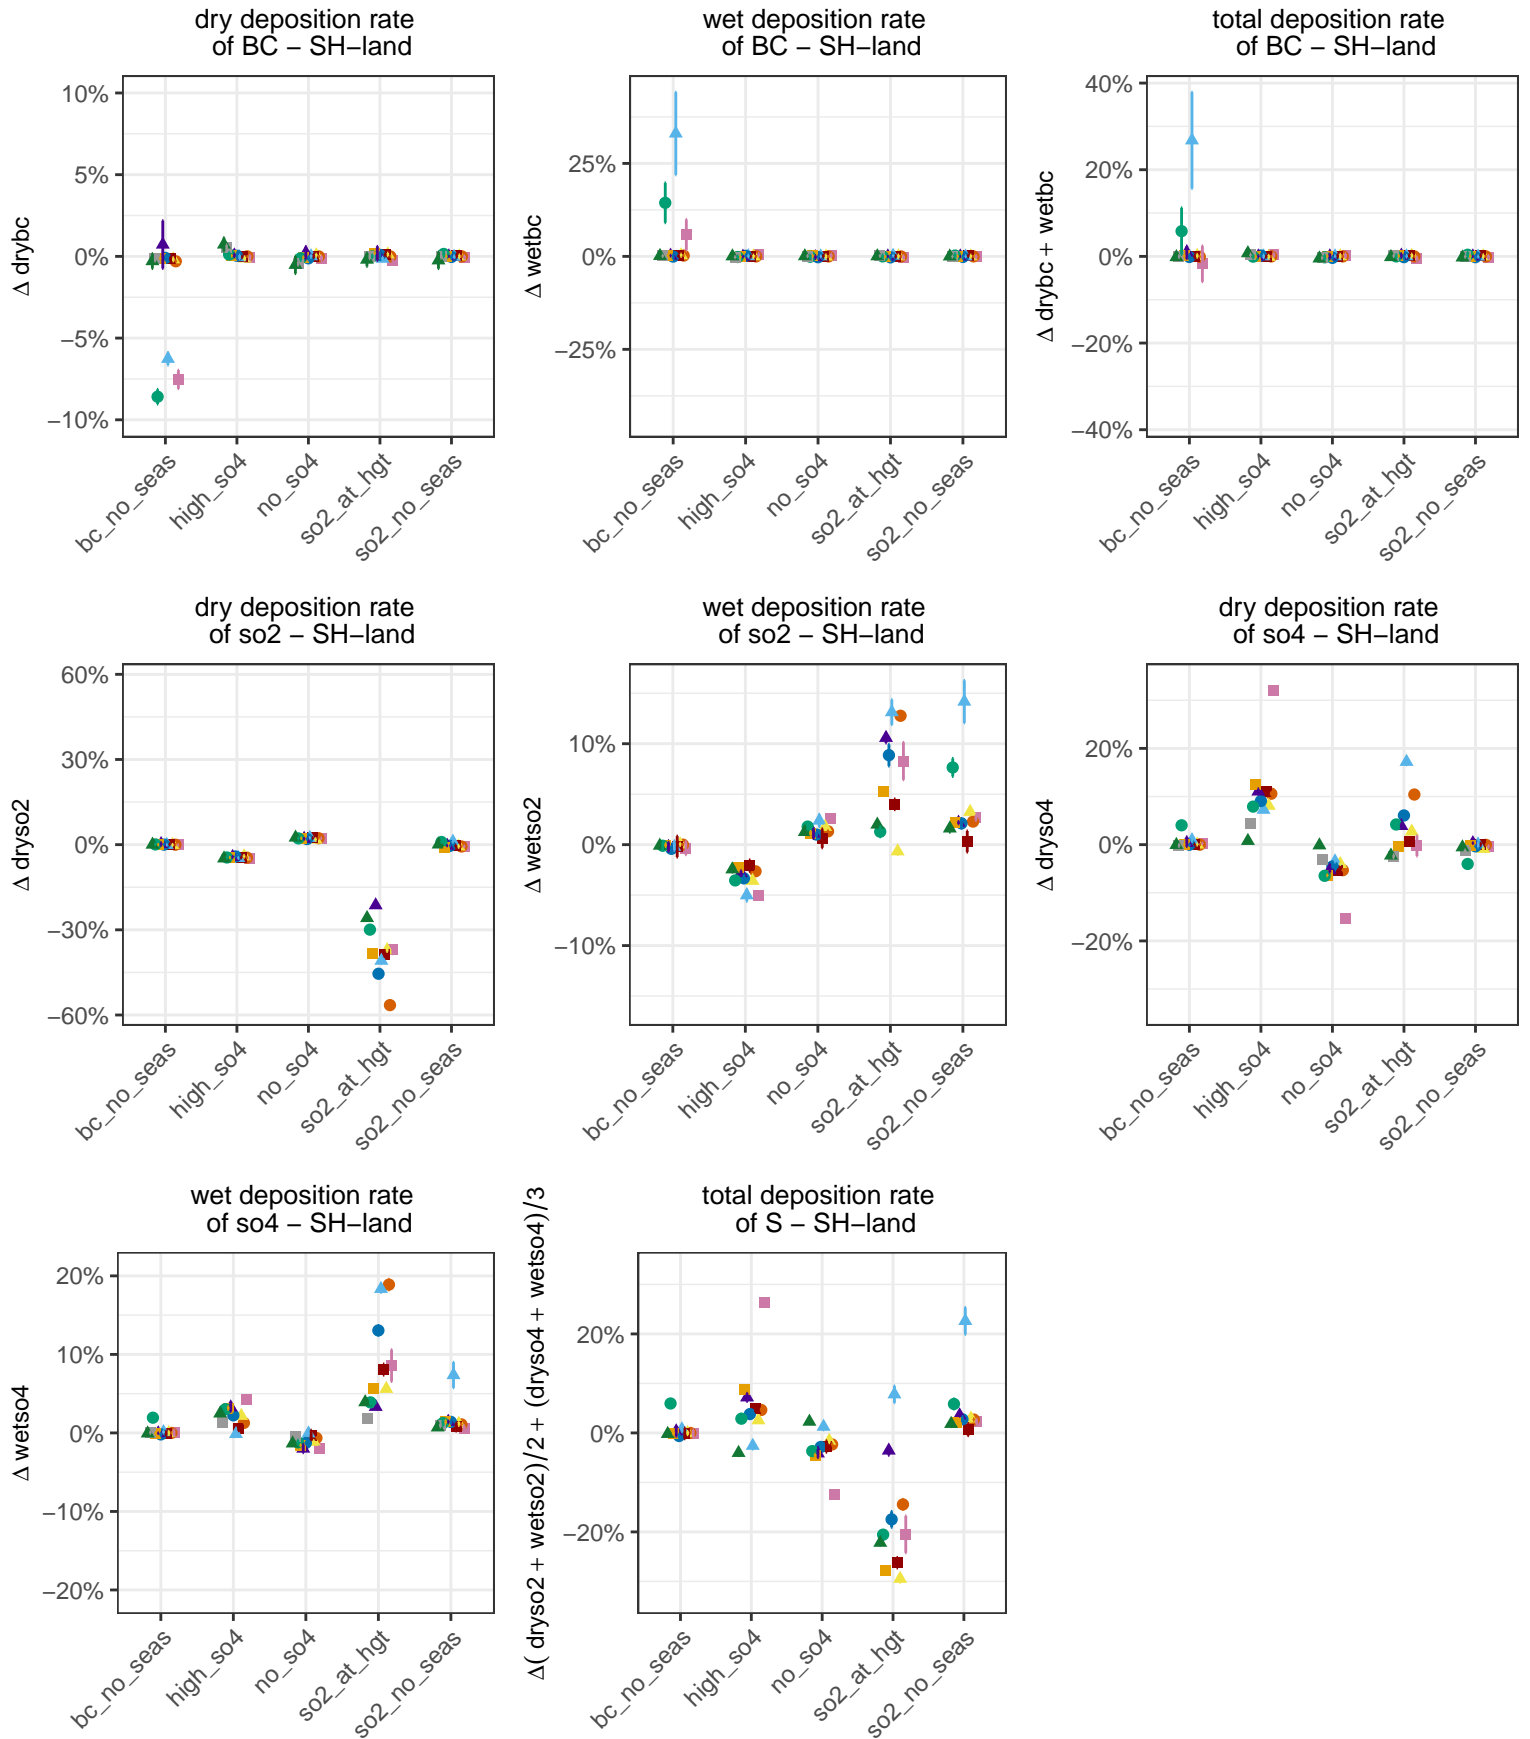 dry deposition rate
of BC − SH−land
Δ drybc
10%
5%
0%
−5%
−10%
bc_no_seas
high_so4
no_so4
so2_at_hgt
so2_no_seas
wet deposition rate
of BC − SH−land
Δ wetbc
25%
0%
−25%
bc_no_seas
high_so4
no_so4
so2_at_hgt
so2_no_seas
total deposition rate
of BC − SH−land
Δ drybc + wetbc
40%
20%
0%
−20%
−40%
bc_no_seas
high_so4
no_so4
so2_at_hgt
so2_no_seas
dry deposition rate
of so2 − SH−land
Δ dryso2
60%
30%
0%
−30%
−60%
bc_no_seas
high_so4
no_so4
so2_at_hgt
so2_no_seas
wet deposition rate
of so2 − SH−land
Δ wetso2
10%
0%
−10%
bc_no_seas
high_so4
no_so4
so2_at_hgt
so2_no_seas
dry deposition rate
of so4 − SH−land
Δ dryso4
20%
0%
−20%
bc_no_seas
high_so4
no_so4
so2_at_hgt
so2_no_seas
wet deposition rate
of so4 − SH−land
Δ wetso4
20%
10%
0%
−10%
−20%
bc_no_seas
high_so4
no_so4
so2_at_hgt
so2_no_seas
total deposition rate
of S − SH−land
Δ( dryso2 + wetso2)/2 + (dryso4 + wetso4)/3
20%
0%
−20%
bc_no_seas
high_so4
no_so4
so2_at_hgt
so2_no_seas